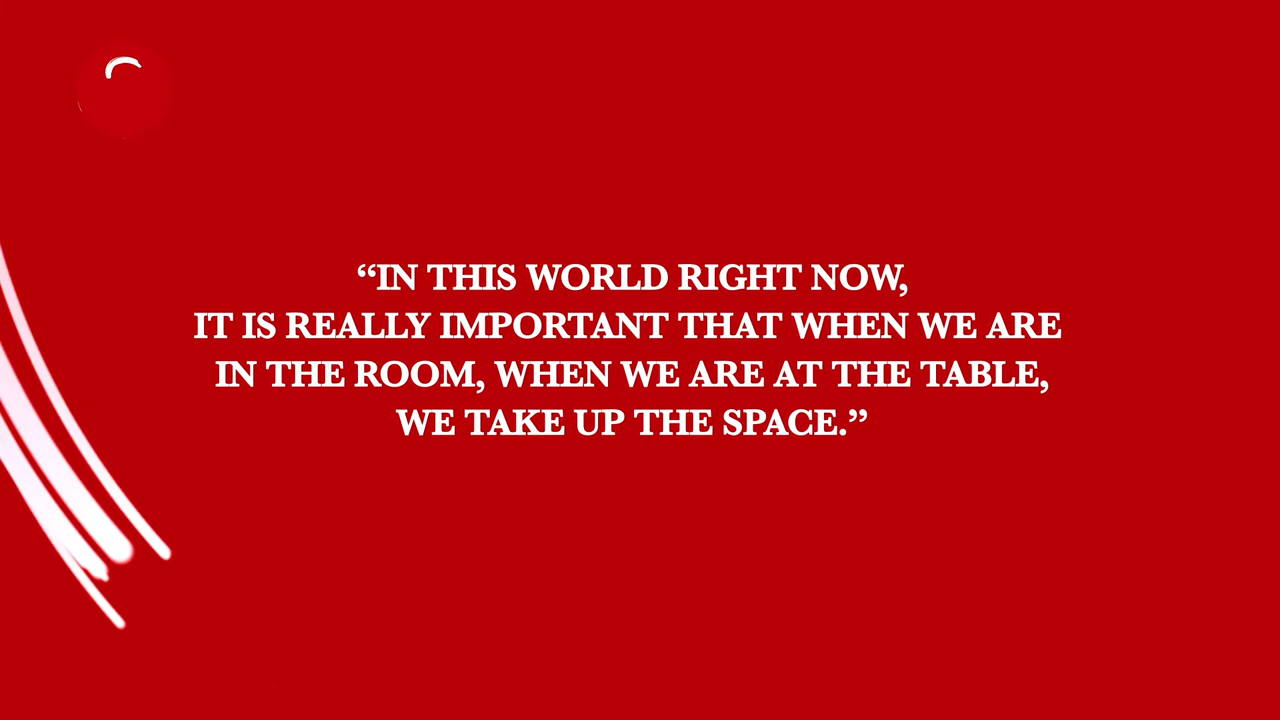 “IN THIS WORLD RIGHT NOW,
IT IS REALLY IMPORTANT THAT WHEN WE ARE
IN THE ROOM, WHEN WE ARE AT THE TABLE,
WE TAKE UP THE SPACE.”